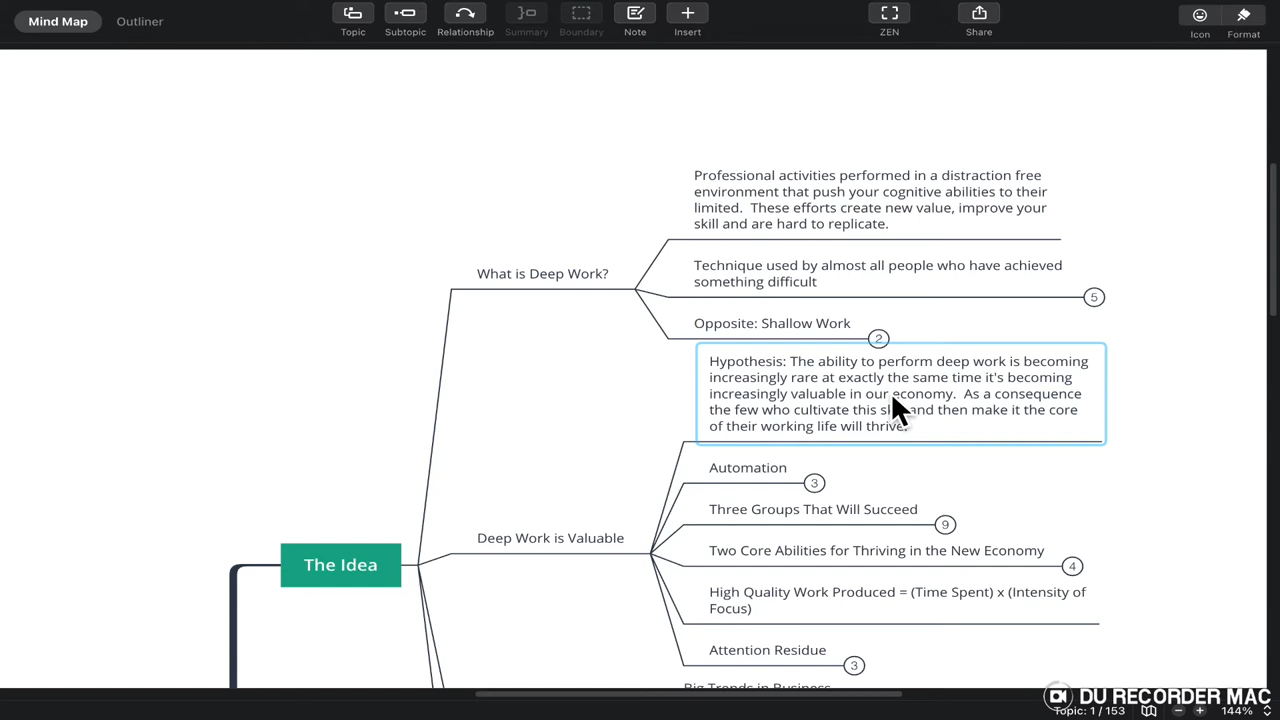 Mind Map
Outliner
Topic
Subtopic
Relationship
Summary
Boundary
Note
Insert
ZEN
Share
Icon
Format
Professional activities performed in a distraction free
environment that push your cognitive abilities to their
limited.  These efforts create new value, improve your
skill and are hard to replicate.
What is Deep Work?
Technique used by almost all people who have achieved
something difficult
5
Opposite: Shallow Work
2
Hypothesis: The ability to perform deep work is becoming
increasingly rare at exactly the same time it's becoming
increasingly valuable in our economy.  As a consequence
the few who cultivate this and then make it the core
of their working life will thrive.
Automation
3
Three Groups That Will Succeed
9
Deep Work is Valuable
Two Core Abilities for Thriving in the New Economy
4
The Idea
High Quality Work Produced = (Time Spent) x (Intensity of
Focus)
Attention Residue
3
Big Trends in Business
DU RECORDER MAC
Topic: 1 / 153
144%